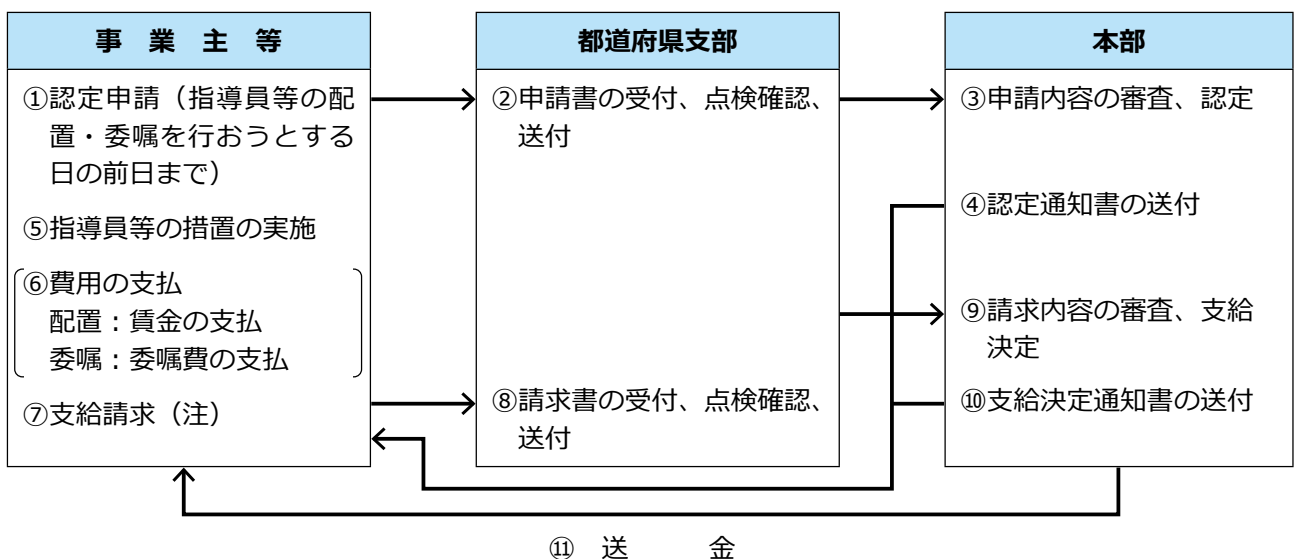 事業主等
①認定申請（指導員等の配
置・委嘱を行おうとする
日の前日まで）
⑤指導員等の措置の実施
⑥費用の支払
配置：賃金の支払
委嘱：委嘱費の支払
⑦支給請求（注）
都道府県支部
②申請書の受付、点検確認、
送付
⑧請求書の受付、点検確認、
送付
本部
③申請内容の審査、認定
④認定通知書の送付
⑨請求内容の審査、支給
決定
⑩支給決定通知書の送付
⑪ 送 金